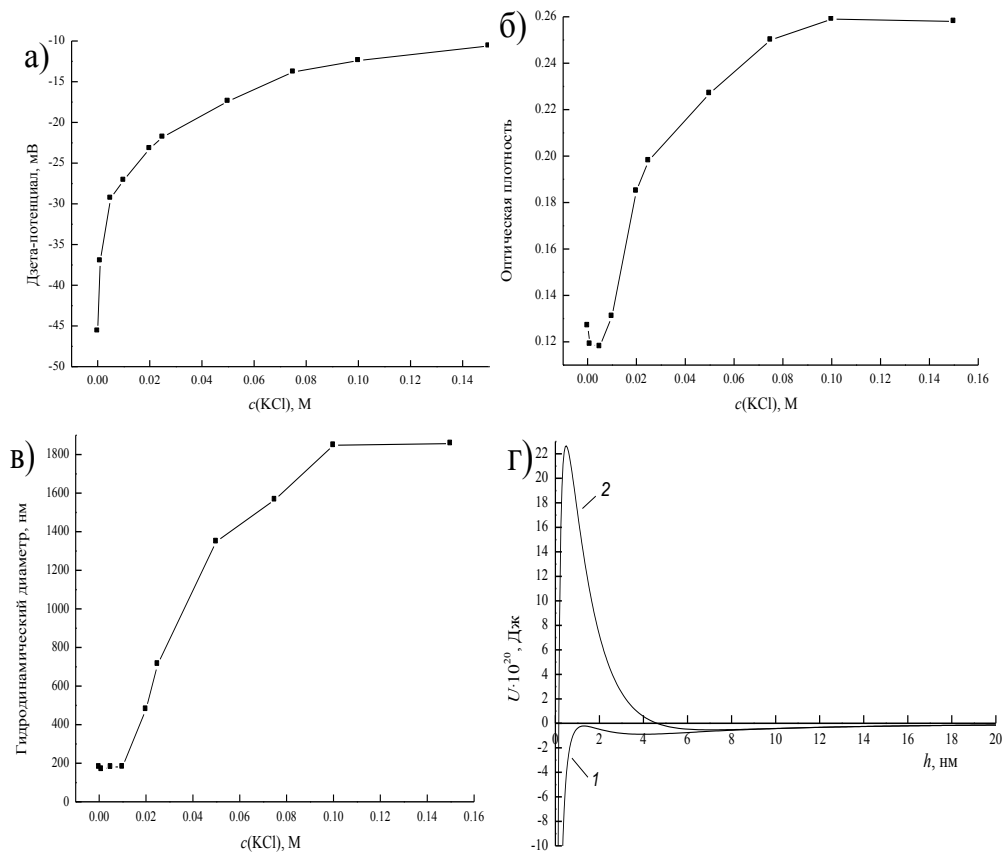 а)
Дзета-потенциал, мВ
-10
-15
-20
-25
-30
-35
-40
-45
-50
0.00 0.02 0.04 0.06 0.08 0.10 0.12 0.14
c(KCl), М
б)
Оптическая плотность
0.26
0.24
0.22
0.20
0.18
0.16
0.14
0.12
0.00 0.02 0.04 0.06 0.08 0.10 0.12 0.14 0.16
c(KCl), М
в)
Гидродинамический диаметр, нм
1800
1600
1400
1200
1000
800
600
400
200
0
0.00 0.02 0.04 0.06 0.08 0.10 0.12 0.14 0.16
c(KCl), М
г)
U·10²⁰, Дж
22
20
18
16
14
12
10
8
6
4
2
0
-2
-4
-6
-8
-10
0 2 4 6 8 10 12 14 16 18 20
h, нм
2
1